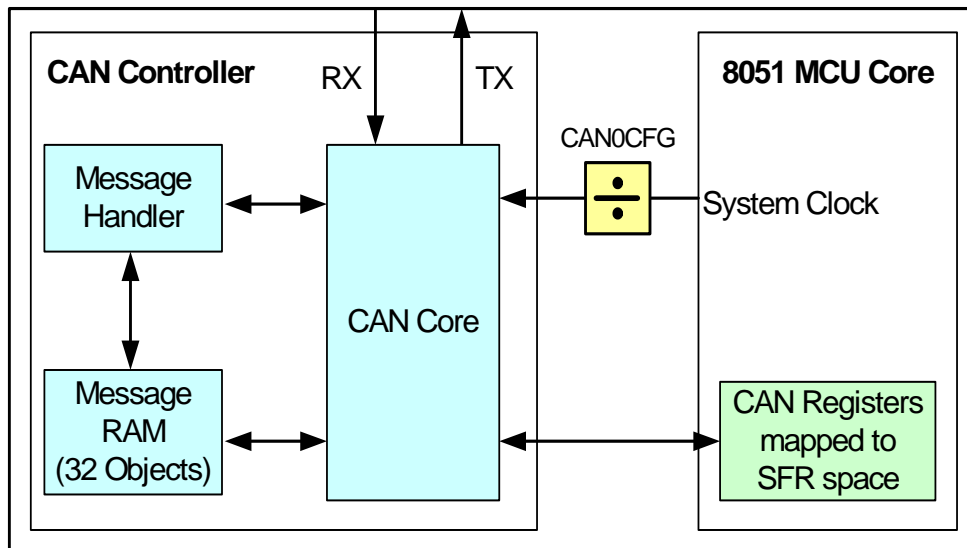 CAN Controller
RX
TX
8051 MCU Core
CAN0CFG
Message
Handler
System Clock
CAN Core
Message
RAM
(32 Objects)
CAN Registers
mapped to
SFR space